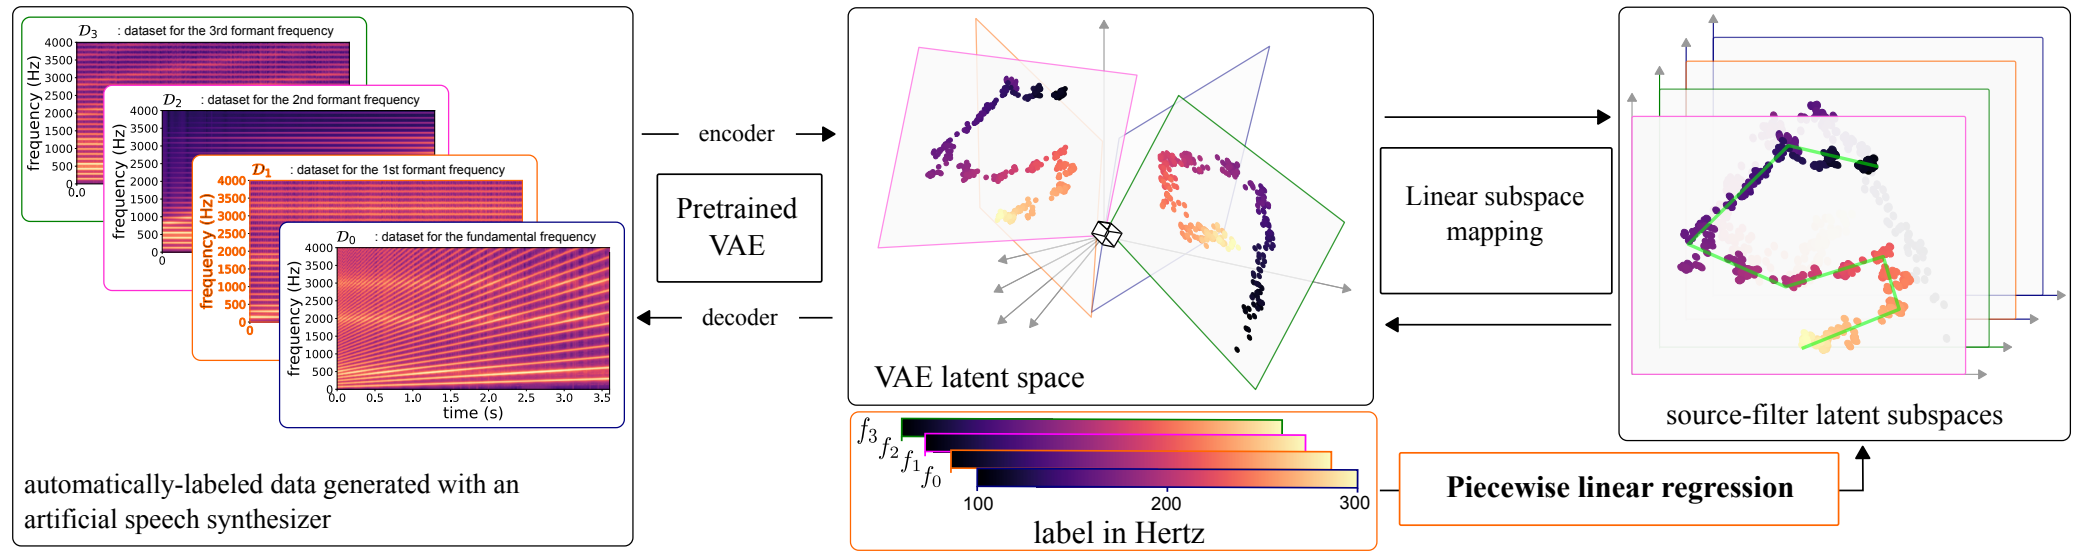 D3 : dataset for the 3rd formant frequency
frequency (Hz)
4000
3500
3000
2500
2000
1500
1000
500
0
0.0
D2 : dataset for the 2nd formant frequency
frequency (Hz)
4000
3500
3000
2500
2000
1500
1000
500
0
0
D1 : dataset for the 1st formant frequency
frequency (Hz)
4000
3500
3000
2500
2000
1500
1000
500
0
0
D0 : dataset for the fundamental frequency
frequency (Hz)
4000
3500
3000
2500
2000
1500
1000
500
0
0.0 0.5 1.0 1.5 2.0 2.5 3.0 3.5
time (s)
automatically-labeled data generated with an
artificial speech synthesizer
encoder
Pretrained
VAE
decoder
VAE latent space
f3 f2 f1 f0
100 200 300
label in Hertz
Linear subspace
mapping
source-filter latent subspaces
Piecewise linear regression